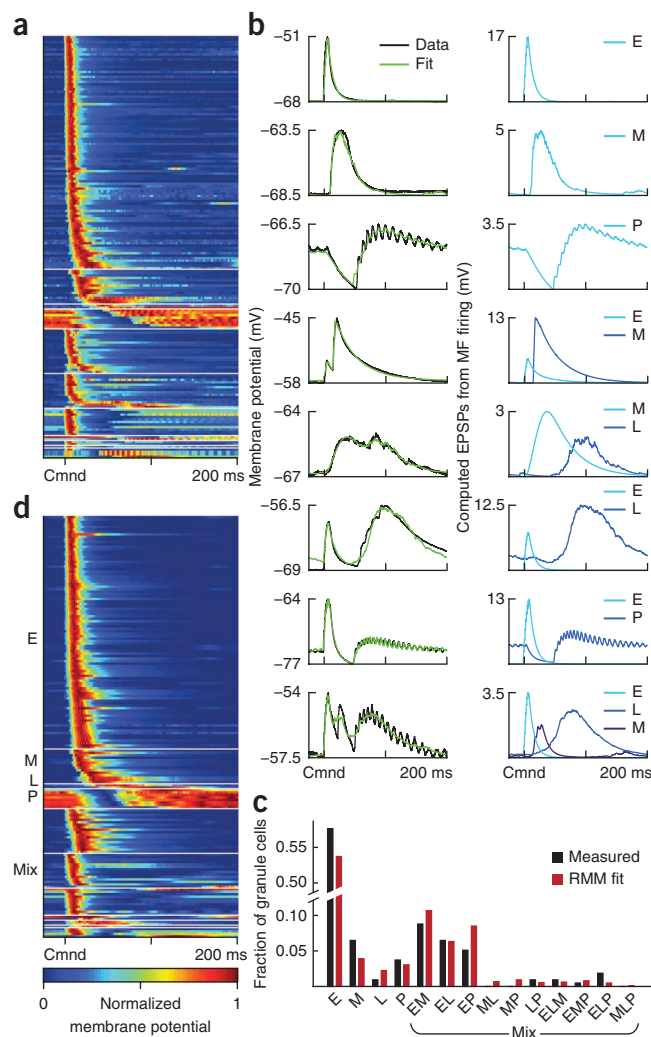 a
Cmnd 200 ms
b
Membrane potential (mV)
−51
−68
Data
Fit
−63.5
−68.5
−66.5
−70
−45
−58
−64
−67
−56.5
−69
−64
−77
−54
−57.5
Cmnd 200 ms
Computed EPSPs from MF firing (mV)
17
E
5
M
3.5
P
13
E
M
3
M
L
12.5
E
L
13
E
P
3.5
E
L
M
Cmnd 200 ms
d
E
M
L
P
Mix
Cmnd 200 ms
0 Normalized 1
membrane potential
c
Fraction of granule cells
0.55
0.50
0.10
0.05
Measured
RMM fit
E M L P EM EL EP ML MP LP ELM EMP ELP MLP
Mix